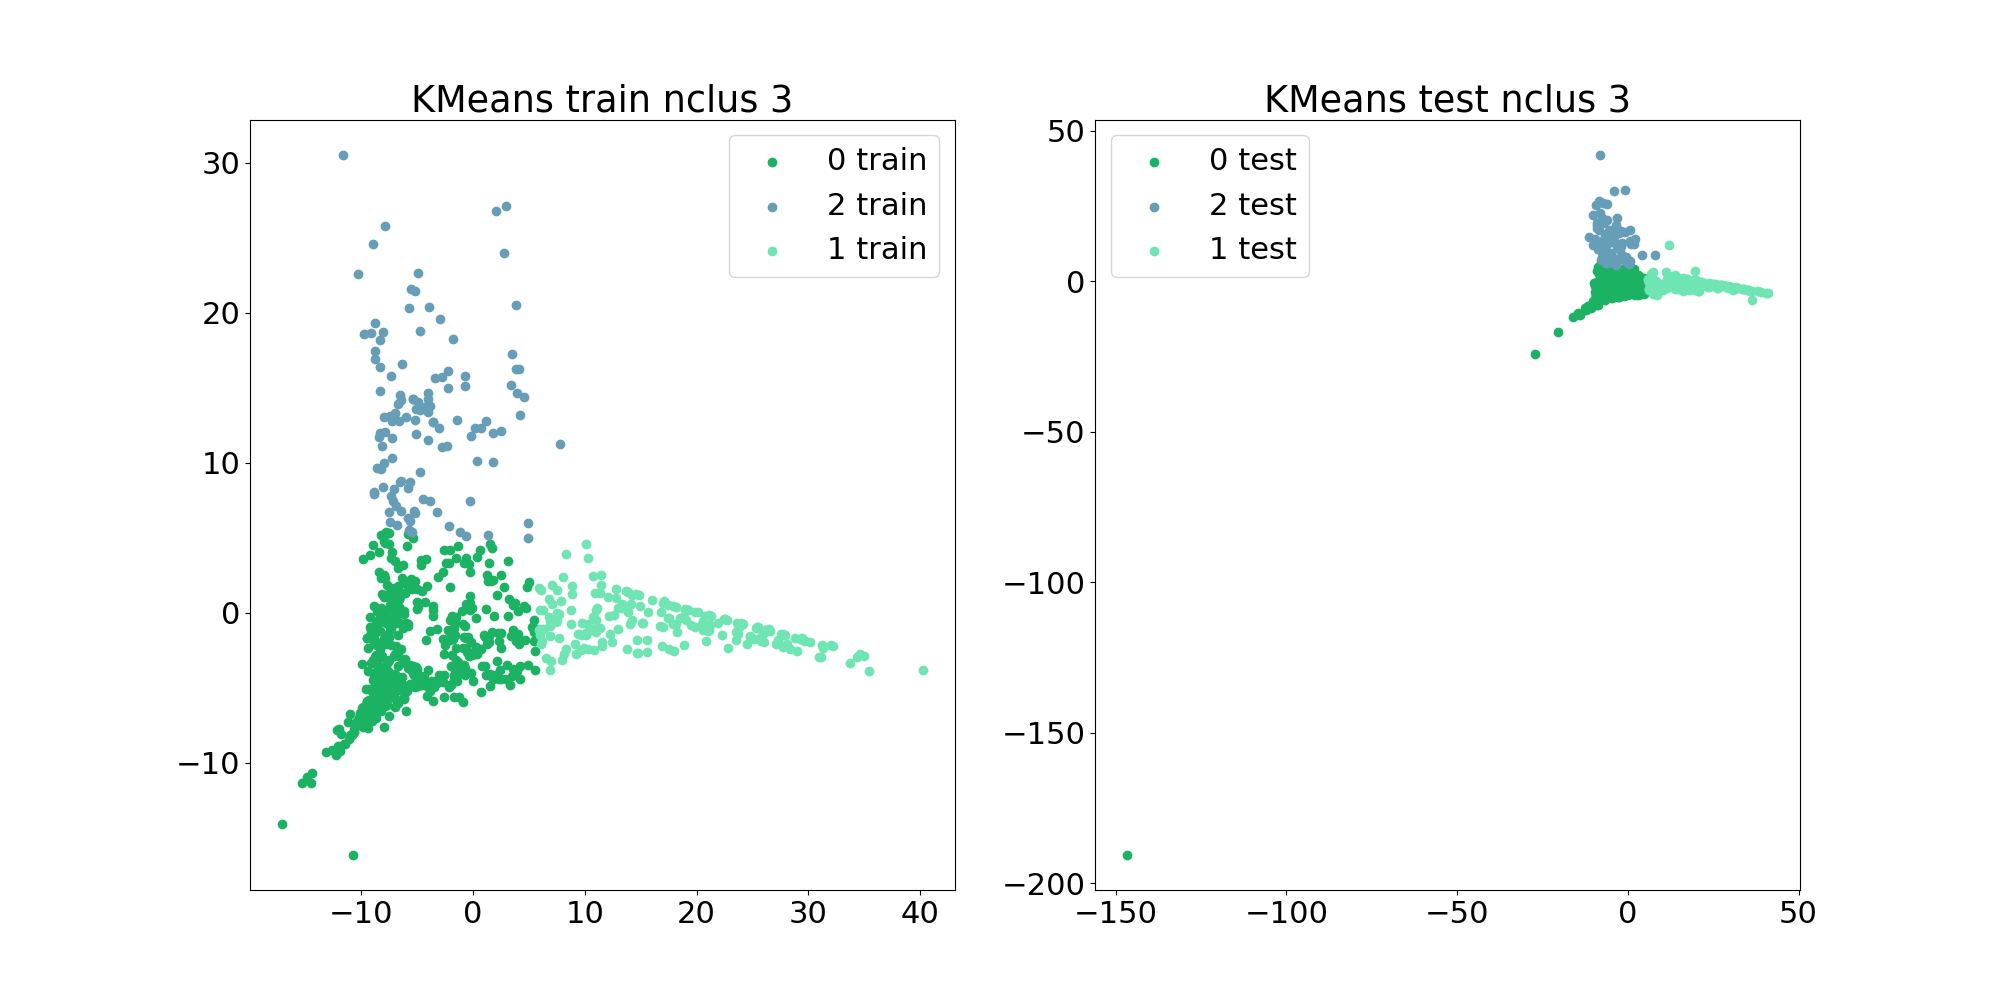 KMeans train nclus 3
30
20
10
0
−10
−10 0 10 20 30 40
0 train
2 train
1 train
KMeans test nclus 3
50
0
−50
−100
−150
−200
−150 −100 −50 0 50
0 test
2 test
1 test